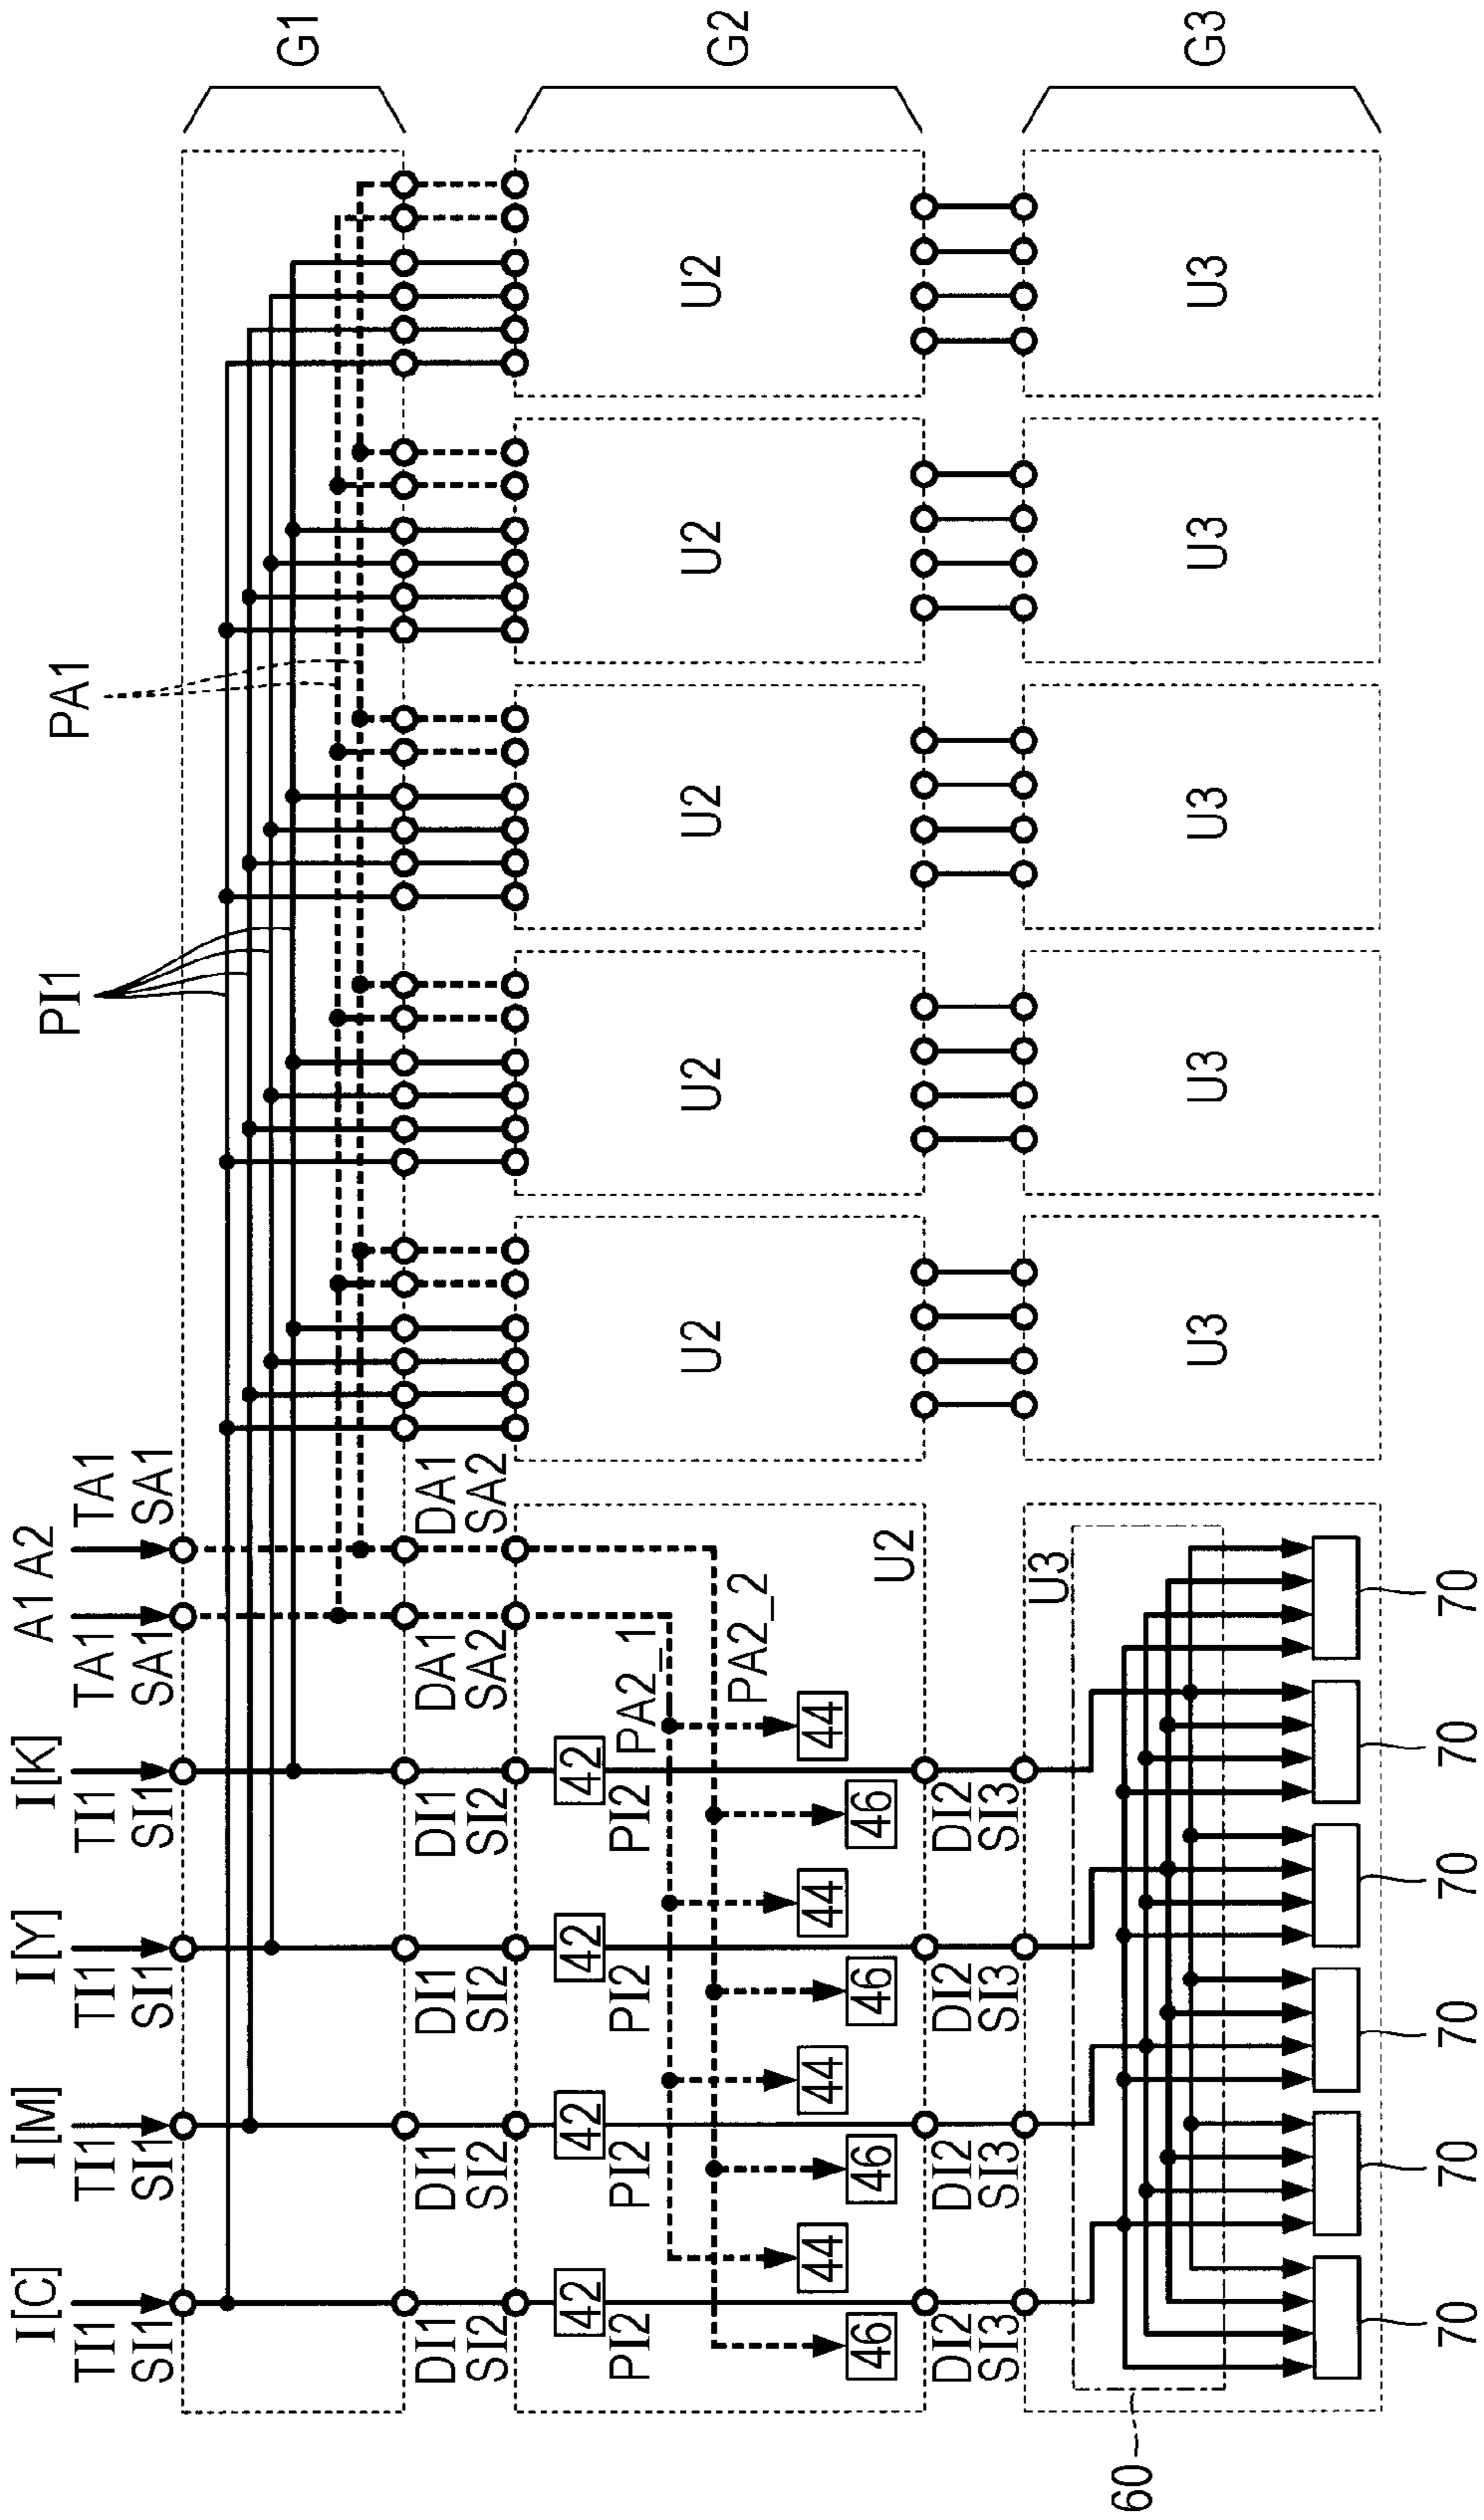 I[C] I[M] I[Y] I[K] A1 A2
TI1 TI1 TI1 TI1 TA1 TA1
SI1 SI1 SI1 SI1 SA1 SA1
PI1 PA1
G1
DI1 DI1 DI1 DI1 DA1 DA1
SI2 SI2 SI2 SI2 SA2 SA2
42 42 42 42
PI2 PI2 PI2 PI2 PA2_1
U2 U2 U2 U2 U2
G2
PA2_2
44 44 44 44
46 46 46 46
U2
DI2 DI2 DI2 DI2
SI3 SI3 SI3 SI3
U3
60
U3 U3 U3 U3 U3
G3
70 70 70 70 70 70